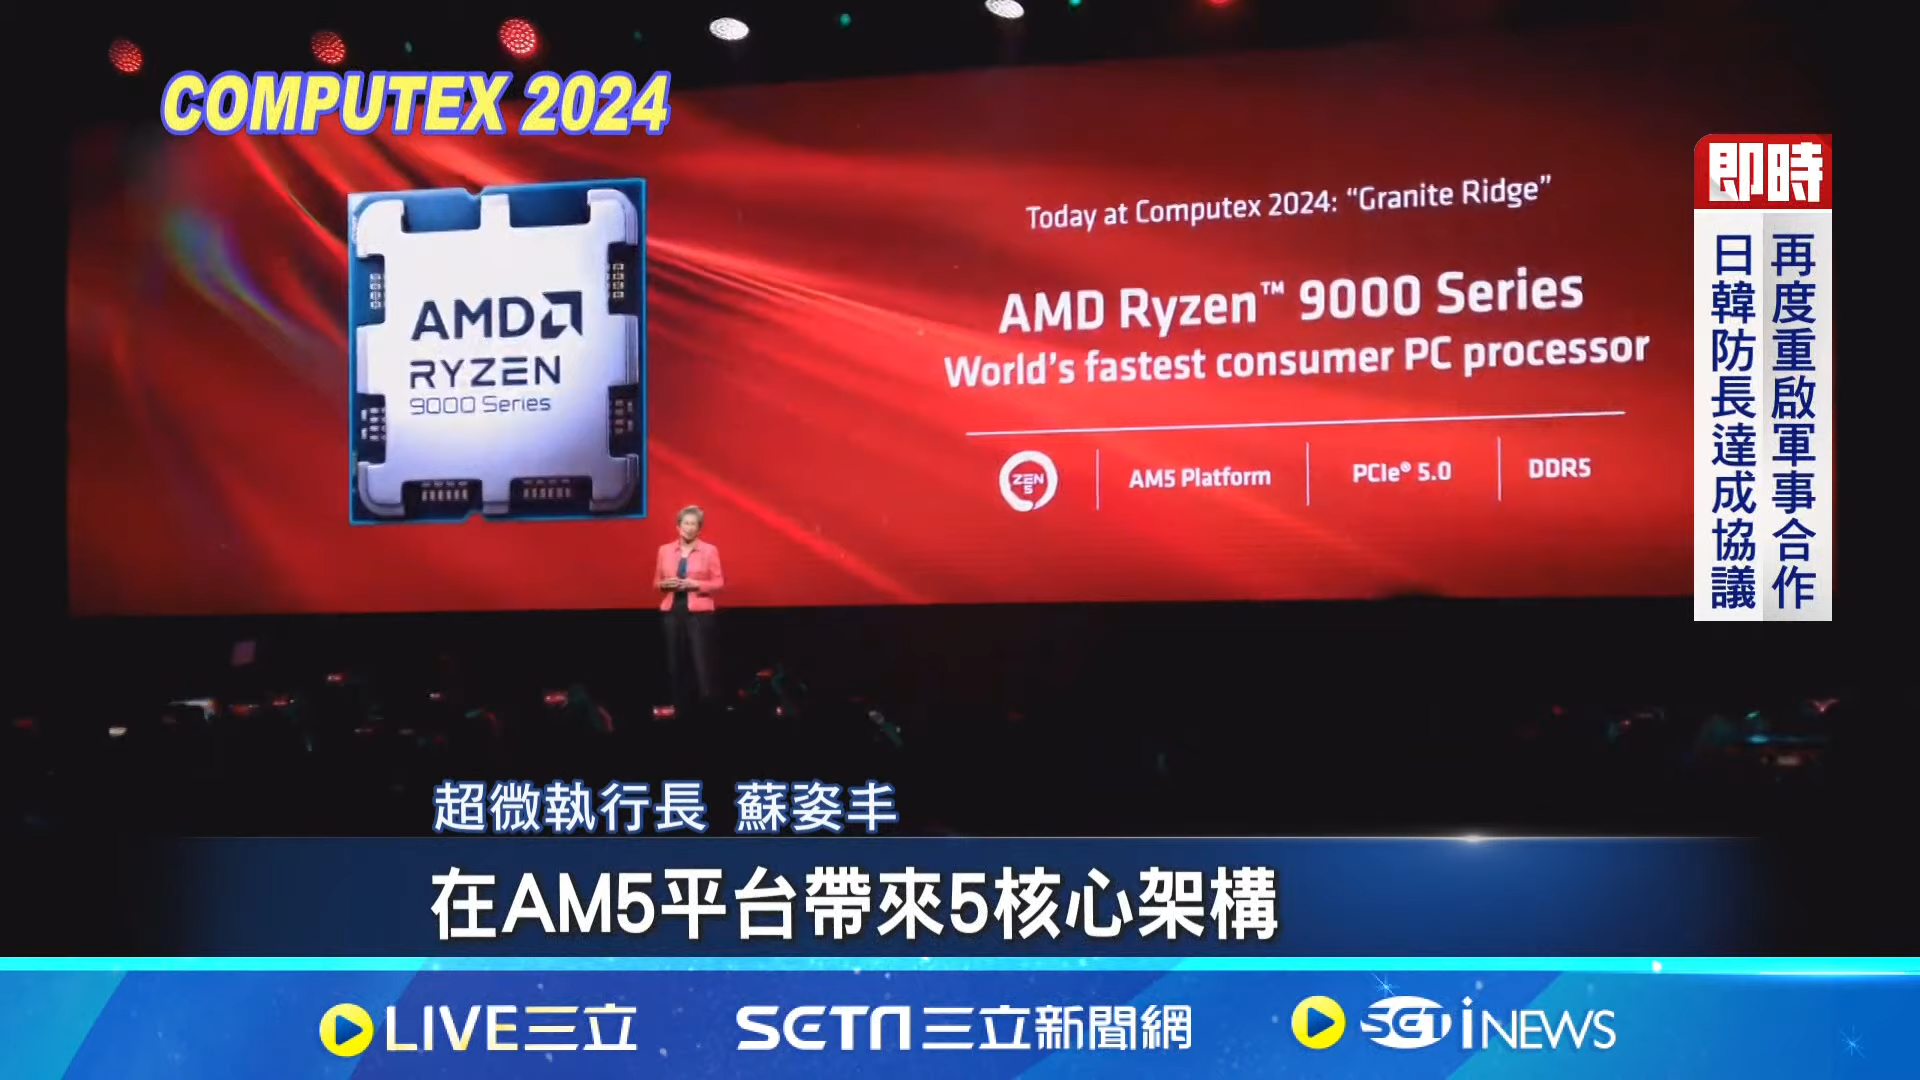 COMPUTEX 2024
即時
再度重啟軍事合作
日韓防長達成協議
Today at Computex 2024: “Granite Ridge”
AMD Ryzen™ 9000 Series
World's fastest consumer PC processor
ZEN 5
AM5 Platform
PCIe® 5.0
DDR5
AMD
RYZEN
9000 Series
超微執行長 蘇姿丰
在AM5平台帶來5核心架構
LIVE三立
SETN三立新聞網
SET iNEWS